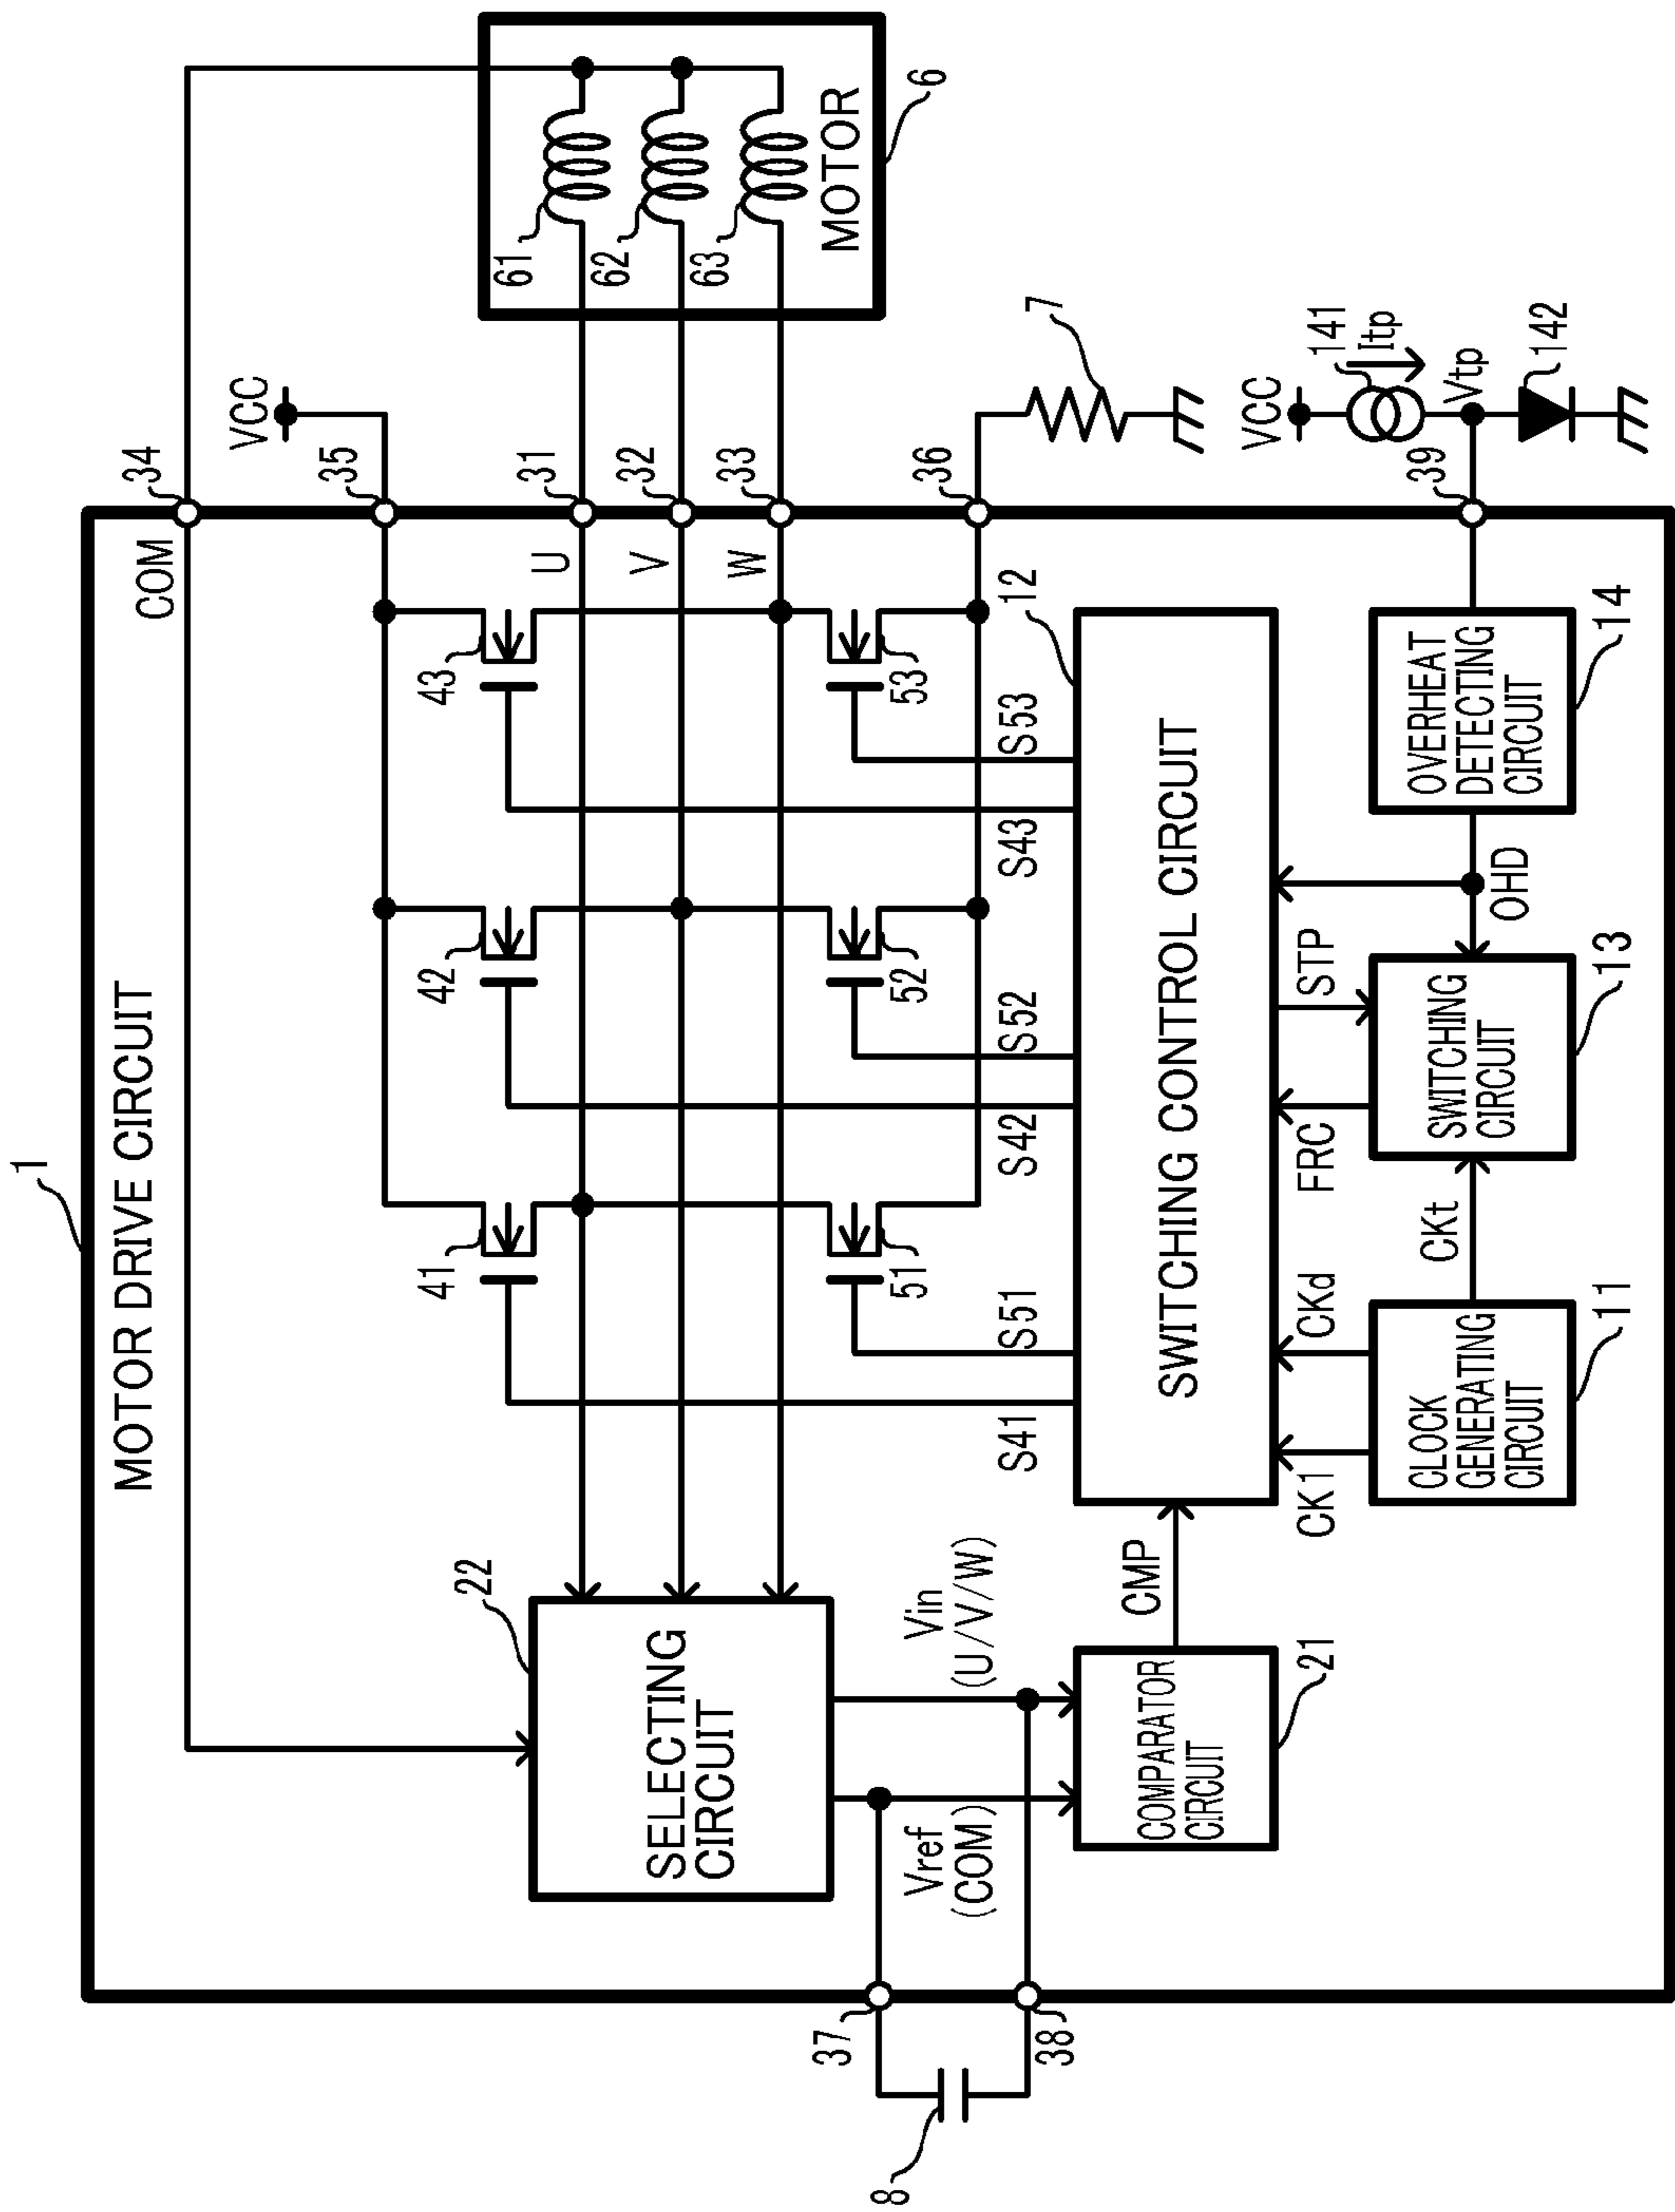 1
MOTOR DRIVE CIRCUIT
COM
34
VCC
35
22
SELECTING
CIRCUIT
41
42
43
U
31
V
32
W
33
61
62
63
MOTOR
6
37
38
8
Vref
(COM)
Vin
(U/V/W)
51
52
53
36
7
S41
S51
S42
S52
S43
S53
12
COMPARATOR
CIRCUIT
21
CMP
SWITCHING CONTROL CIRCUIT
CK1
CKd
FRC
STP
CKt
OHD
CLOCK
GENERATING
CIRCUIT
11
SWITCHING
CIRCUIT
13
OVERHEAT
DETECTING
CIRCUIT
14
39
VCC
141
Itp
Vtp
142